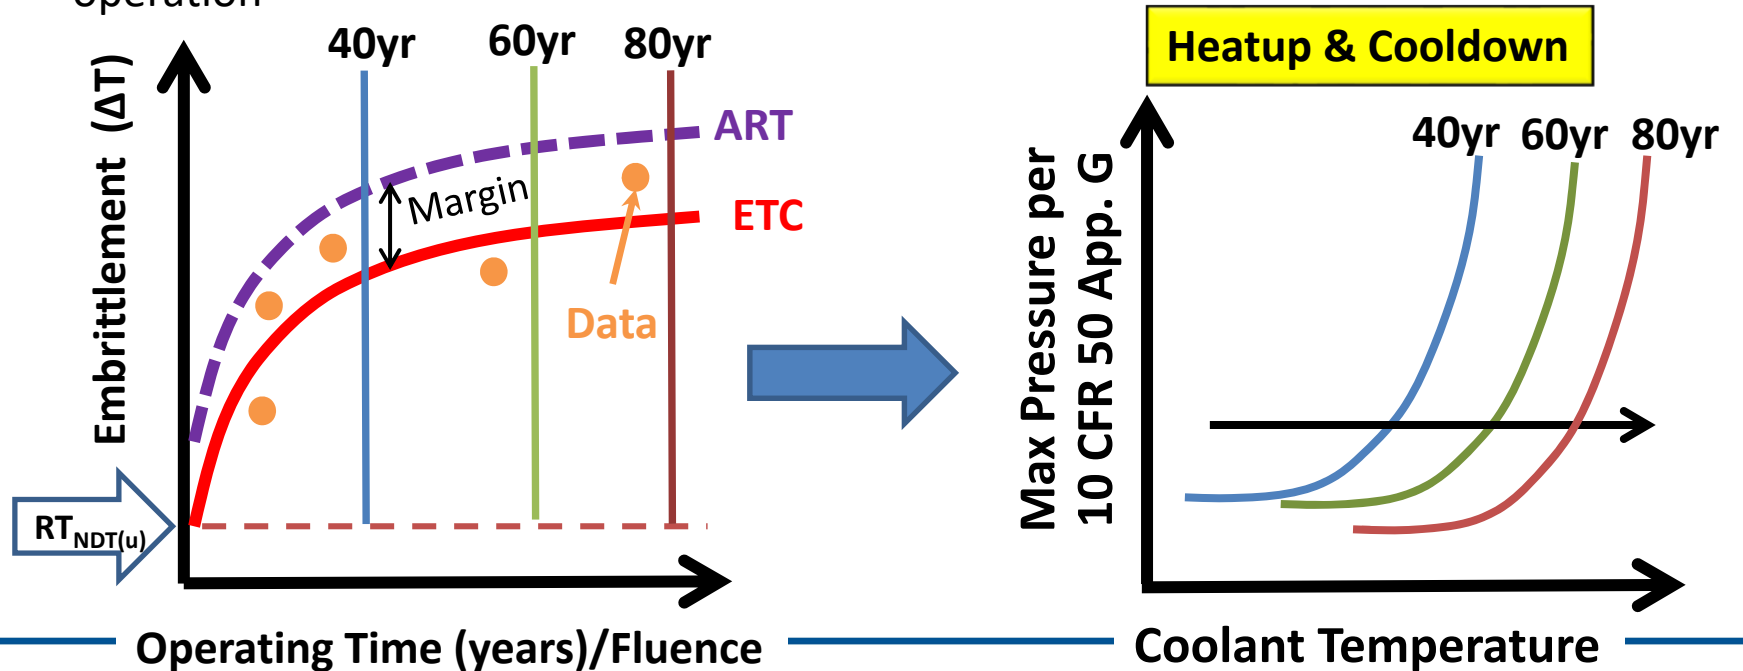 operation
40yr 60yr 80yr
Embrittlement (ΔT)
ART
Margin
ETC
Data
RTNDT(u)
Operating Time (years)/Fluence
Heatup & Cooldown
40yr 60yr 80yr
Max Pressure per
10 CFR 50 App. G
Coolant Temperature